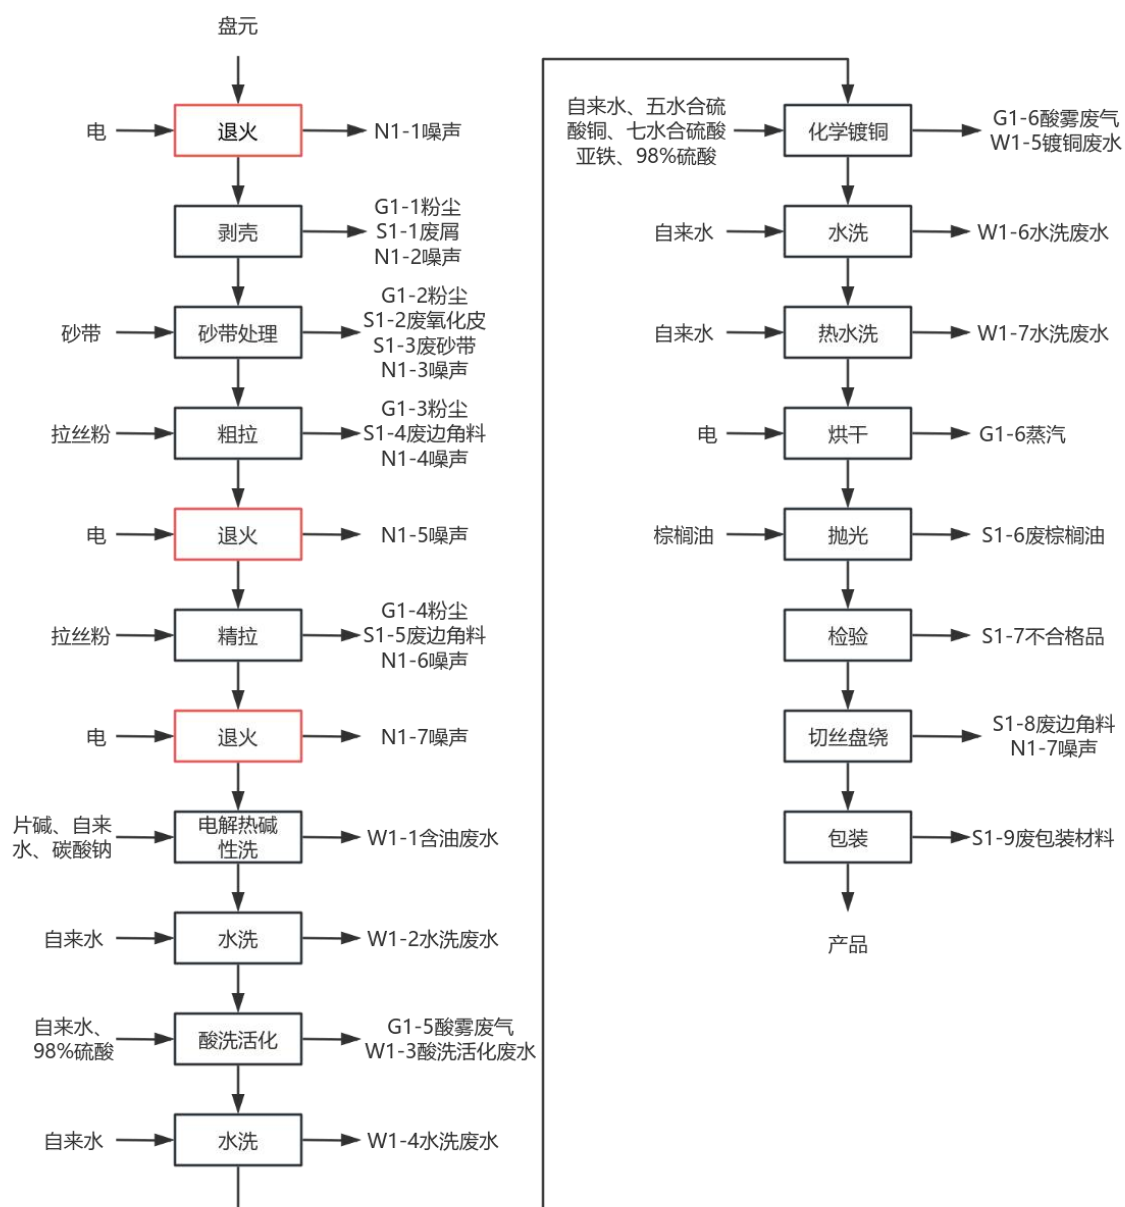 盘元
电
退火
N1-1噪声
剥壳
G1-1粉尘
S1-1废屑
N1-2噪声
砂带
砂带处理
G1-2粉尘
S1-2废氧化皮
S1-3废砂带
N1-3噪声
拉丝粉
粗拉
G1-3粉尘
S1-4废边角料
N1-4噪声
电
退火
N1-5噪声
拉丝粉
精拉
G1-4粉尘
S1-5废边角料
N1-6噪声
电
退火
N1-7噪声
片碱、自来
水、碳酸钠
电解热碱
性洗
W1-1含油废水
自来水
水洗
W1-2水洗废水
自来水、
98%硫酸
酸洗活化
G1-5酸雾废气
W1-3酸洗活化废水
自来水
水洗
W1-4水洗废水
自来水、五水合硫
酸铜、七水合硫酸
亚铁、98%硫酸
化学镀铜
G1-6酸雾废气
W1-5镀铜废水
自来水
水洗
W1-6水洗废水
自来水
热水洗
W1-7水洗废水
电
烘干
G1-6蒸汽
棕榈油
抛光
S1-6废棕榈油
检验
S1-7不合格品
切丝盘绕
S1-8废边角料
N1-7噪声
包装
S1-9废包装材料
产品